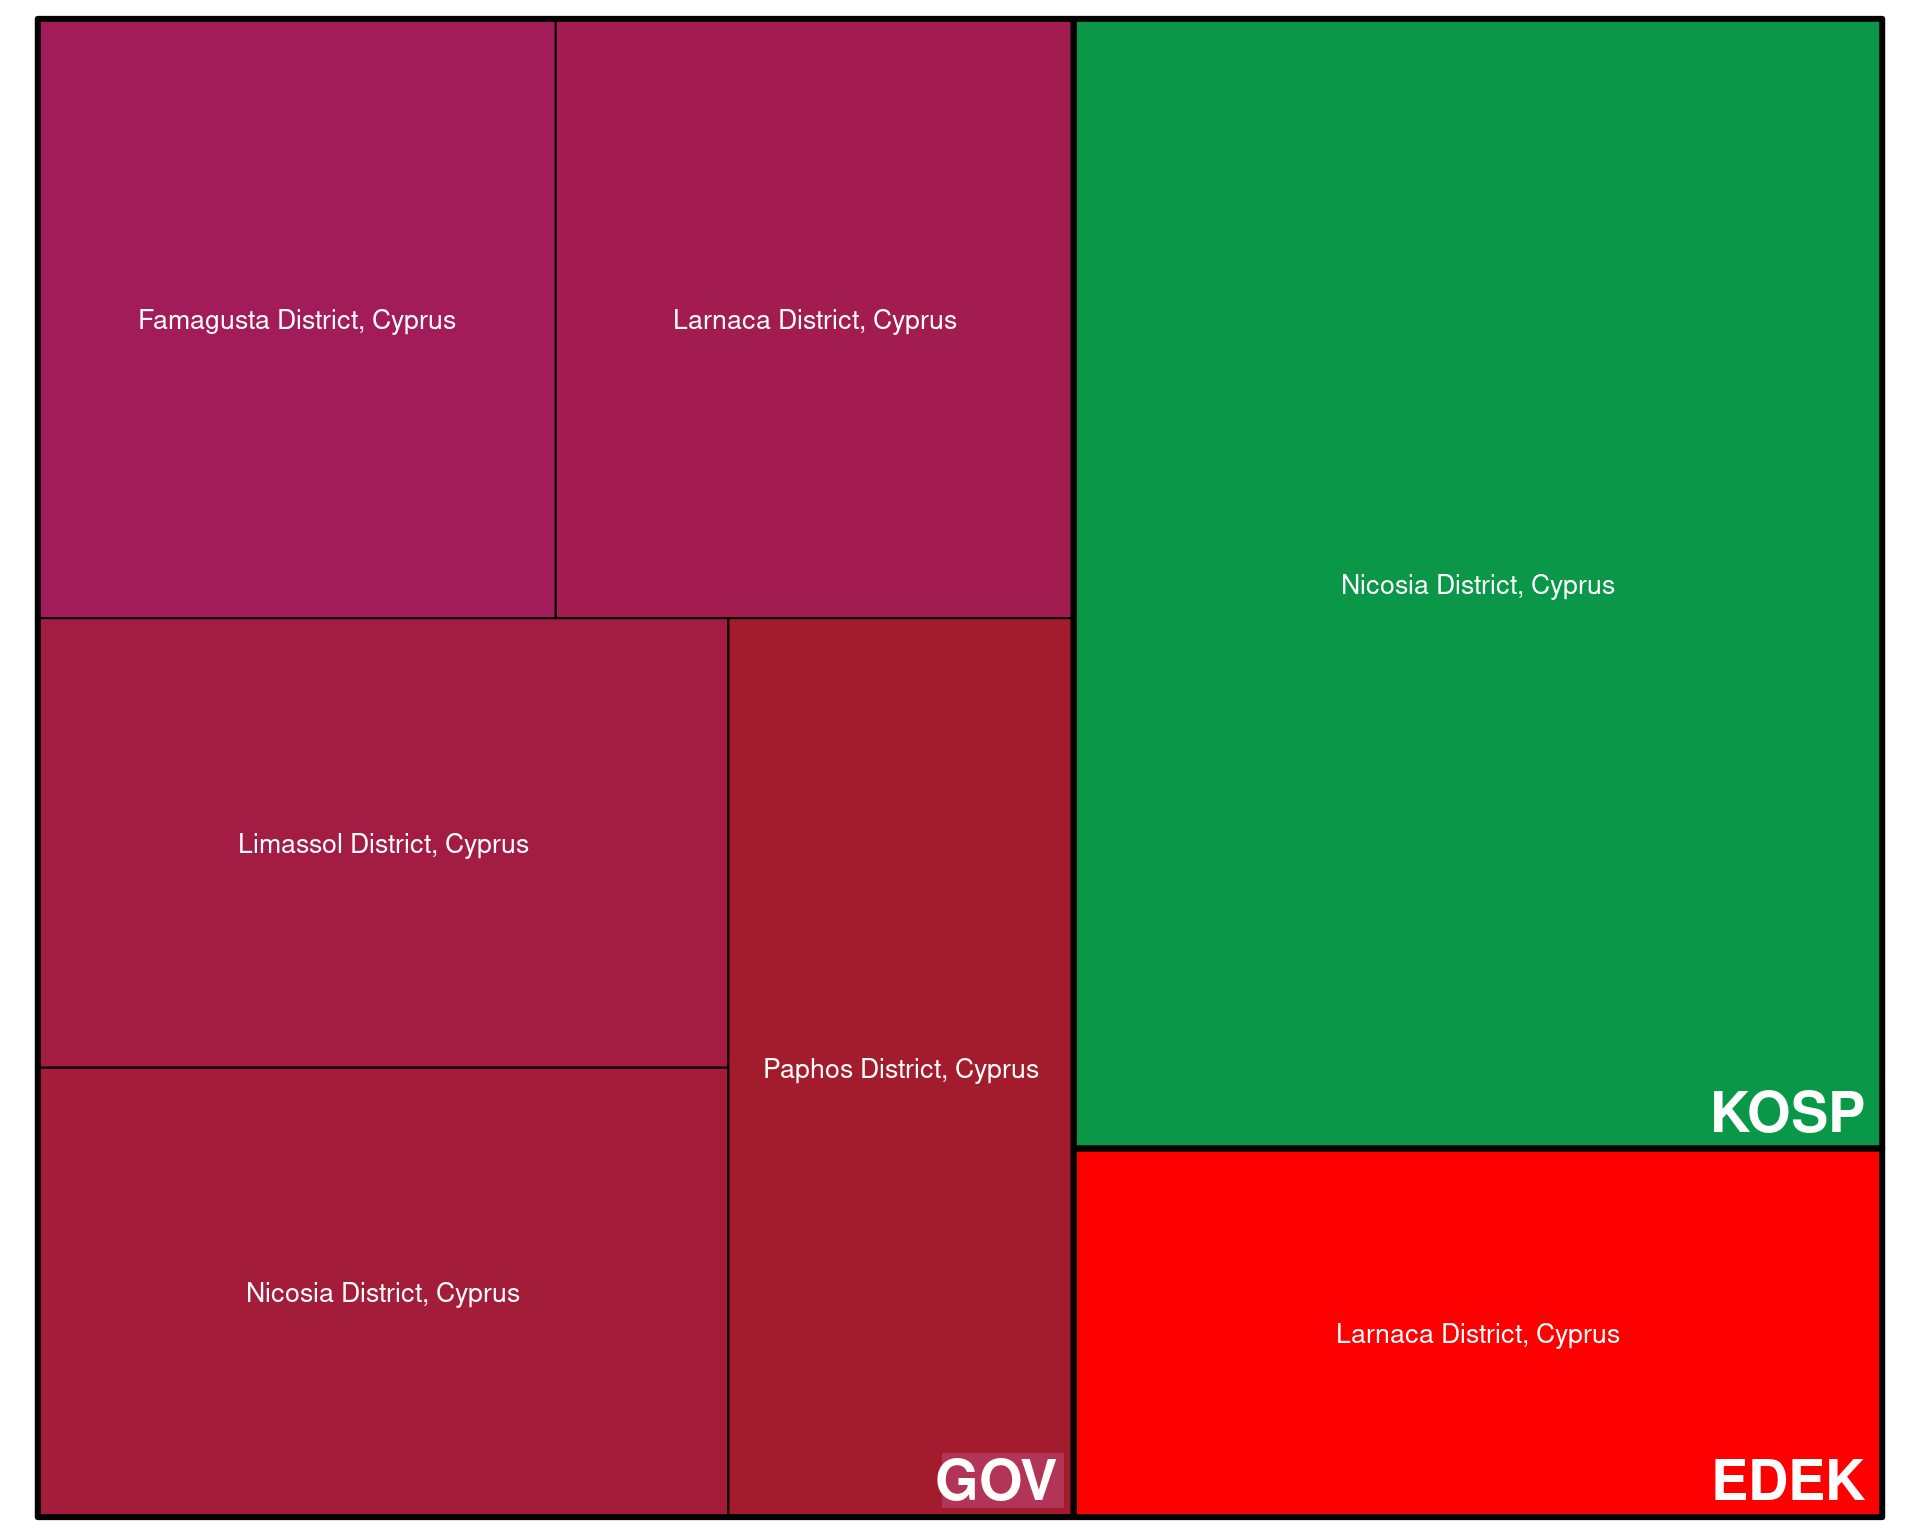 Famagusta District, Cyprus
Larnaca District, Cyprus
Limassol District, Cyprus
Nicosia District, Cyprus
Paphos District, Cyprus
GOV
Nicosia District, Cyprus
KOSP
Larnaca District, Cyprus
EDEK